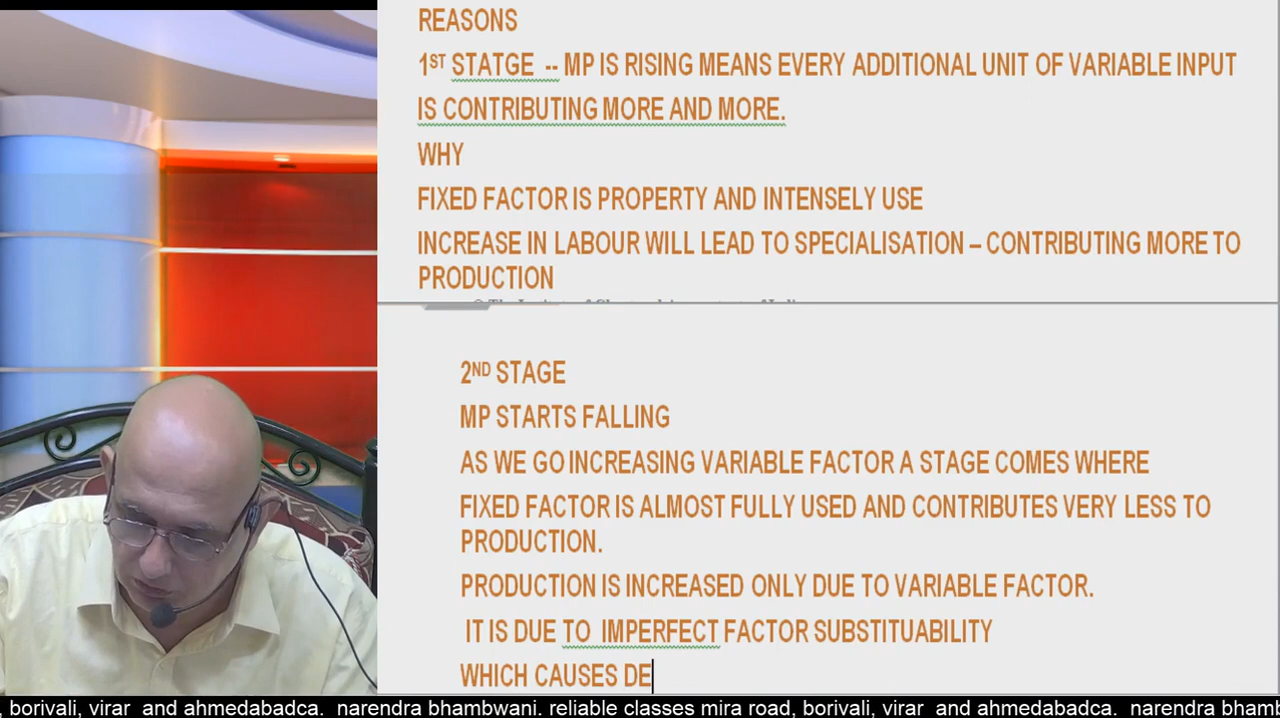 REASONS
1ST STATGE -- MP IS RISING MEANS EVERY ADDITIONAL UNIT OF VARIABLE INPUT
IS CONTRIBUTING MORE AND MORE.
WHY
FIXED FACTOR IS PROPERTY AND INTENSELY USE
INCREASE IN LABOUR WILL LEAD TO SPECIALISATION – CONTRIBUTING MORE TO
PRODUCTION
2ND STAGE
MP STARTS FALLING
AS WE GO INCREASING VARIABLE FACTOR A STAGE COMES WHERE
FIXED FACTOR IS ALMOST FULLY USED AND CONTRIBUTES VERY LESS TO
PRODUCTION.
PRODUCTION IS INCREASED ONLY DUE TO VARIABLE FACTOR.
IT IS DUE TO IMPERFECT FACTOR SUBSTITUABILITY
WHICH CAUSES DE
, borivali, virar and ahmedabadca. narendra bhambwani. reliable classes mira road, borivali, virar and ahmedabadca. narendra bhamb